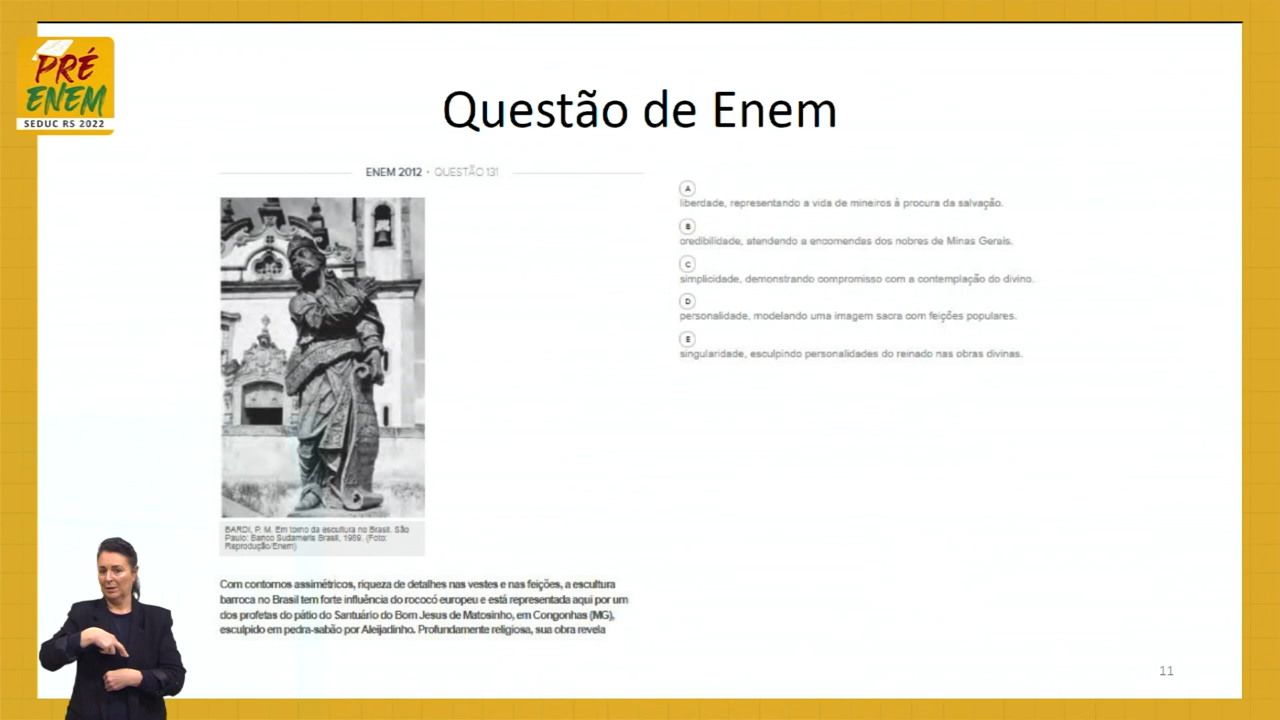 PRÉ
ENEM
SEDUC RS 2022
Questão de Enem
ENEM 2012 • QUESTÃO 131
BARDI, P. M. Em torno da escultura no Brasil. São
Paulo: Banco Sudameris Brasil, 1989. (Foto:
Reprodução/Enem)
Com contornos assimétricos, riqueza de detalhes nas vestes e nas feições, a escultura
barroca no Brasil tem forte influência do rococó europeu e está representada aqui por um
dos profetas do pátio do Santuário do Bom Jesus de Matosinho, em Congonhas (MG),
esculpido em pedra-sabão por Aleijadinho. Profundamente religiosa, sua obra revela
A
liberdade, representando a vida de mineiros à procura da salvação.
B
credibilidade, atendendo a encomendas dos nobres de Minas Gerais.
C
simplicidade, demonstrando compromisso com a contemplação do divino.
D
personalidade, modelando uma imagem sacra com feições populares.
E
singularidade, esculpindo personalidades do reinado nas obras divinas.
11